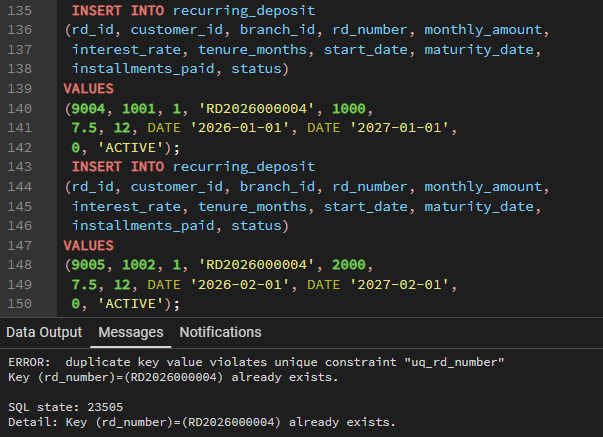 135 INSERT INTO recurring_deposit
136 (rd_id, customer_id, branch_id, rd_number, monthly_amount,
137 interest_rate, tenure_months, start_date, maturity_date,
138 installments_paid, status)
139 VALUES
140 (9004, 1001, 1, 'RD2026000004', 1000,
141 7.5, 12, DATE '2026-01-01', DATE '2027-01-01',
142 0, 'ACTIVE');
143 INSERT INTO recurring_deposit
144 (rd_id, customer_id, branch_id, rd_number, monthly_amount,
145 interest_rate, tenure_months, start_date, maturity_date,
146 installments_paid, status)
147 VALUES
148 (9005, 1002, 1, 'RD2026000004', 2000,
149 7.5, 12, DATE '2026-02-01', DATE '2027-02-01',
150 0, 'ACTIVE');
Data Output Messages Notifications
ERROR:  duplicate key value violates unique constraint "uq_rd_number"
Key (rd_number)=(RD2026000004) already exists.
SQL state: 23505
Detail: Key (rd_number)=(RD2026000004) already exists.